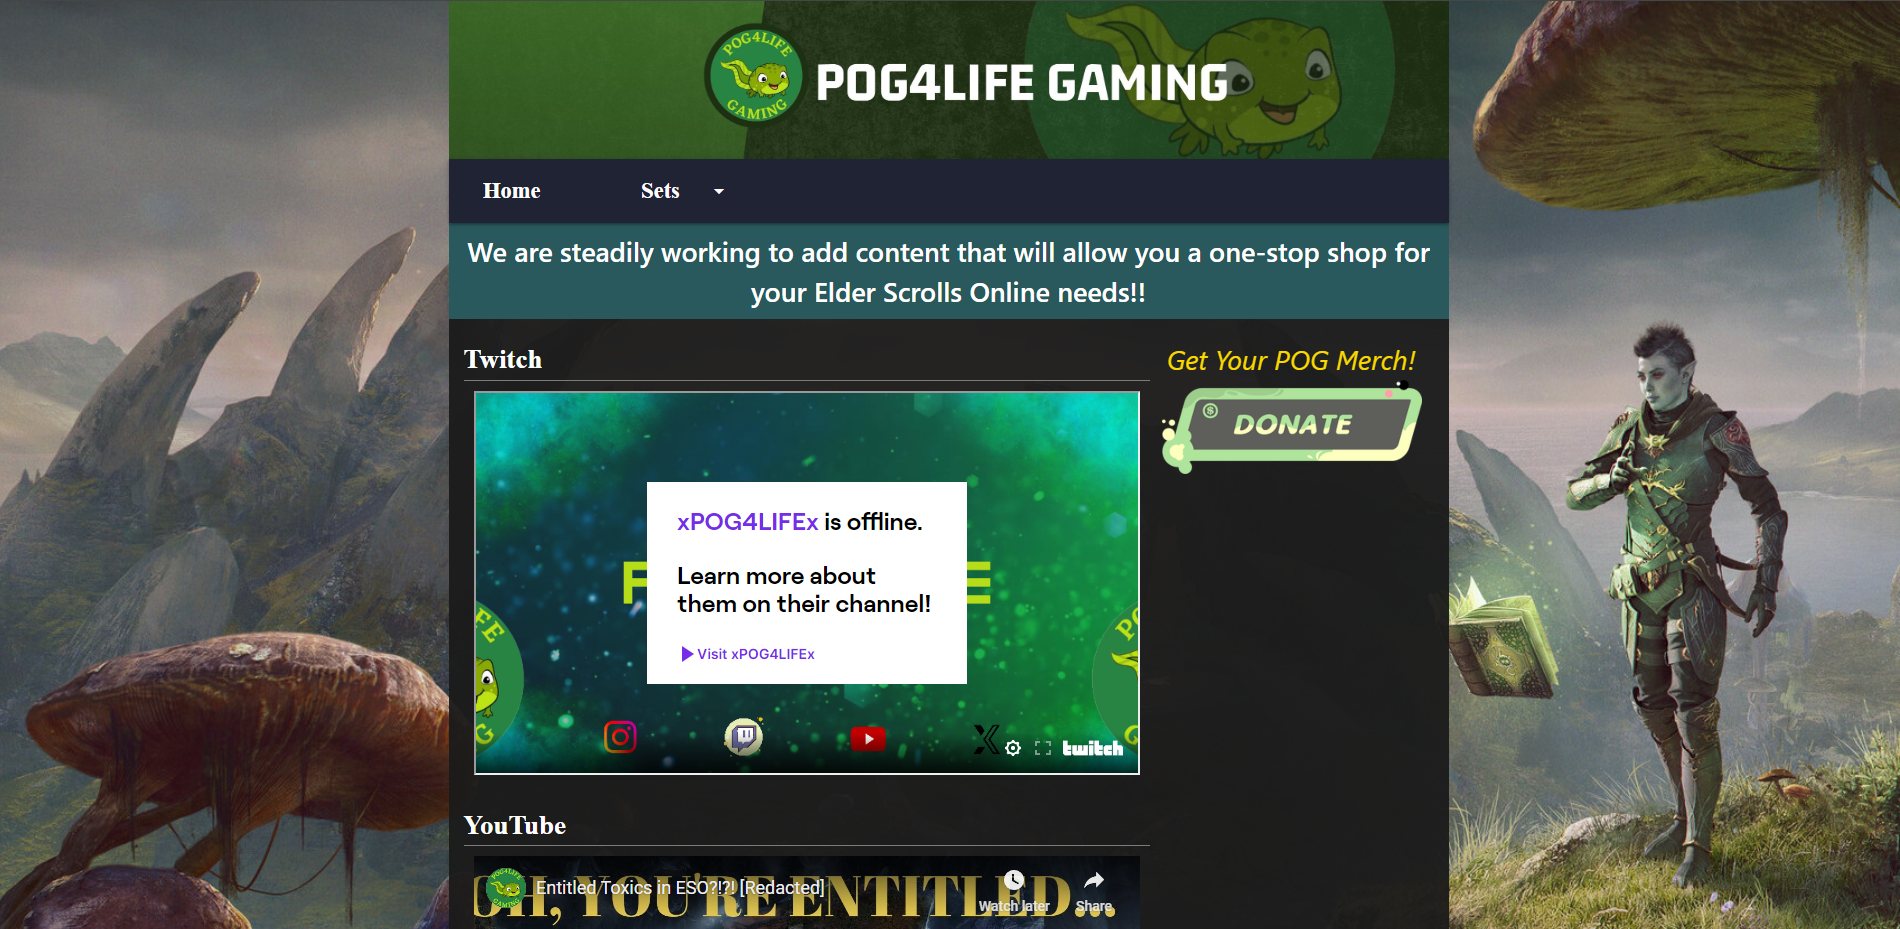 POG4LIFE
GAMING
POG4LIFE GAMING
Home
Sets
We are steadily working to add content that will allow you a one-stop shop for
your Elder Scrolls Online needs!!
Twitch
xPOG4LIFEx is offline.
Learn more about
them on their channel!
Visit xPOG4LIFEx
twitch
Get Your POG Merch!
DONATE
YouTube
POG4LIFE
GAMING
Entitled/Toxics in ESO?!?! [Redacted]
OH, YOU'RE ENTITLED...
Watch later
Share